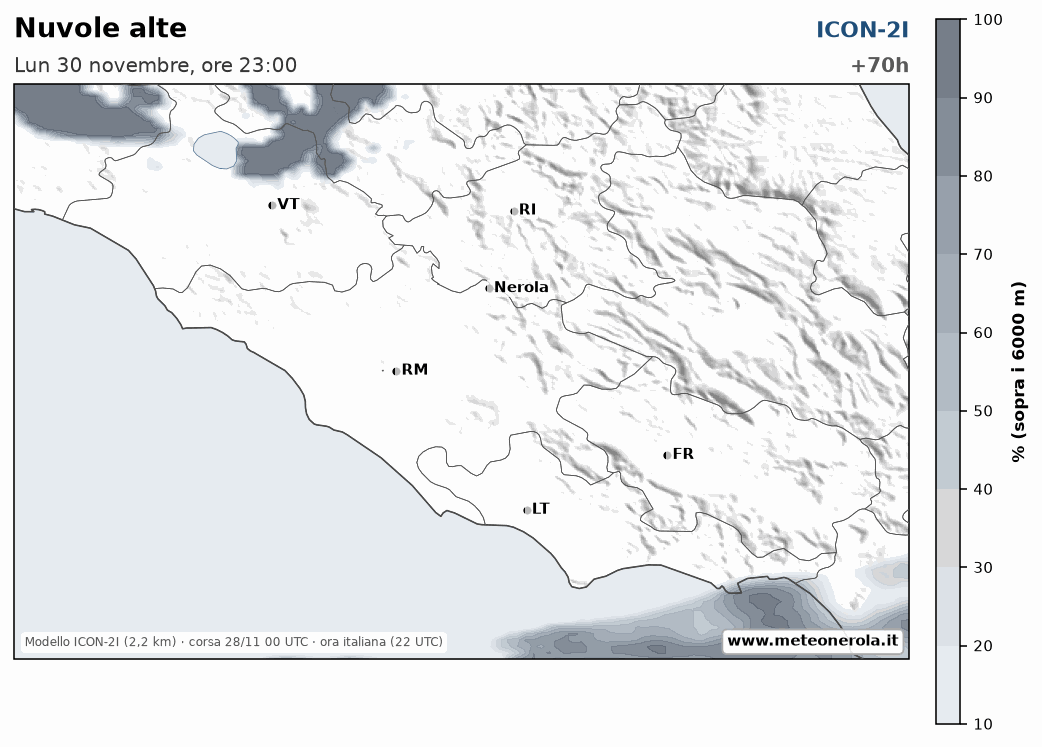 Nuvole alte
ICON-2I
Lun 30 novembre, ore 23:00
+70h
VT
RI
Nerola
RM
FR
LT
Modello ICON-2I (2,2 km) · corsa 28/11 00 UTC · ora italiana (22 UTC)
www.meteonerola.it
100
90
80
70
60
50
40
30
20
10
% (sopra i 6000 m)